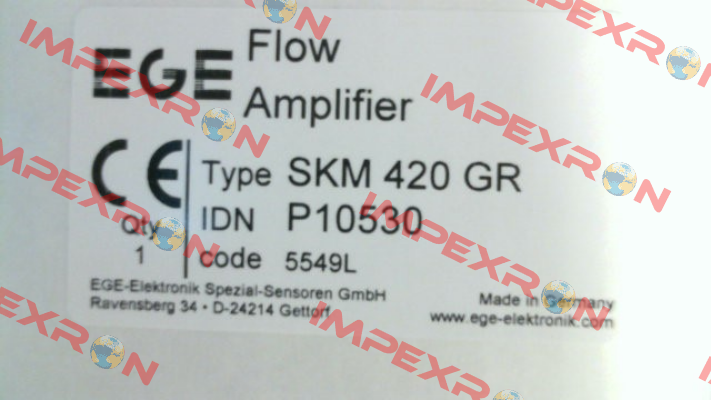 EGE Flow
Amplifier
CE Type SKM 420 GR
Qty IDN P10530
1 code 5549L
EGE-Elektronik Spezial-Sensoren GmbH
Ravensberg 34 • D-24214 Gettorf
Made in Germany
www.ege-elektronik.com
IMPEXRON
IMPEXRON
IMPEXRON
IMPEXRON
IMPEXRON
IMPEXRON